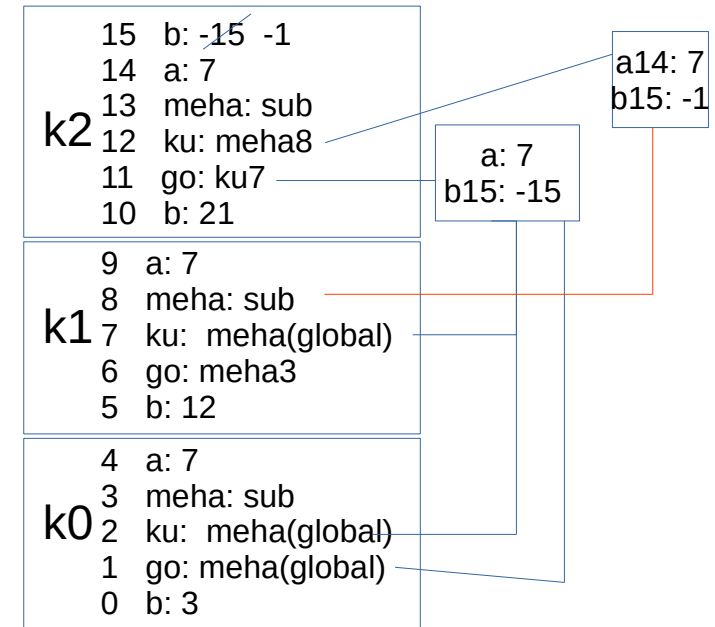 15 b: -15 -1
14 a: 7
13 meha: sub
k2
12 ku: meha8
11 go: ku7
10 b: 21
a14: 7
b15: -1
a: 7
b15: -15
9 a: 7
8 meha: sub
k1
7 ku: meha(global)
6 go: meha3
5 b: 12
4 a: 7
3 meha: sub
k0
2 ku: meha(global)
1 go: meha(global)
0 b: 3